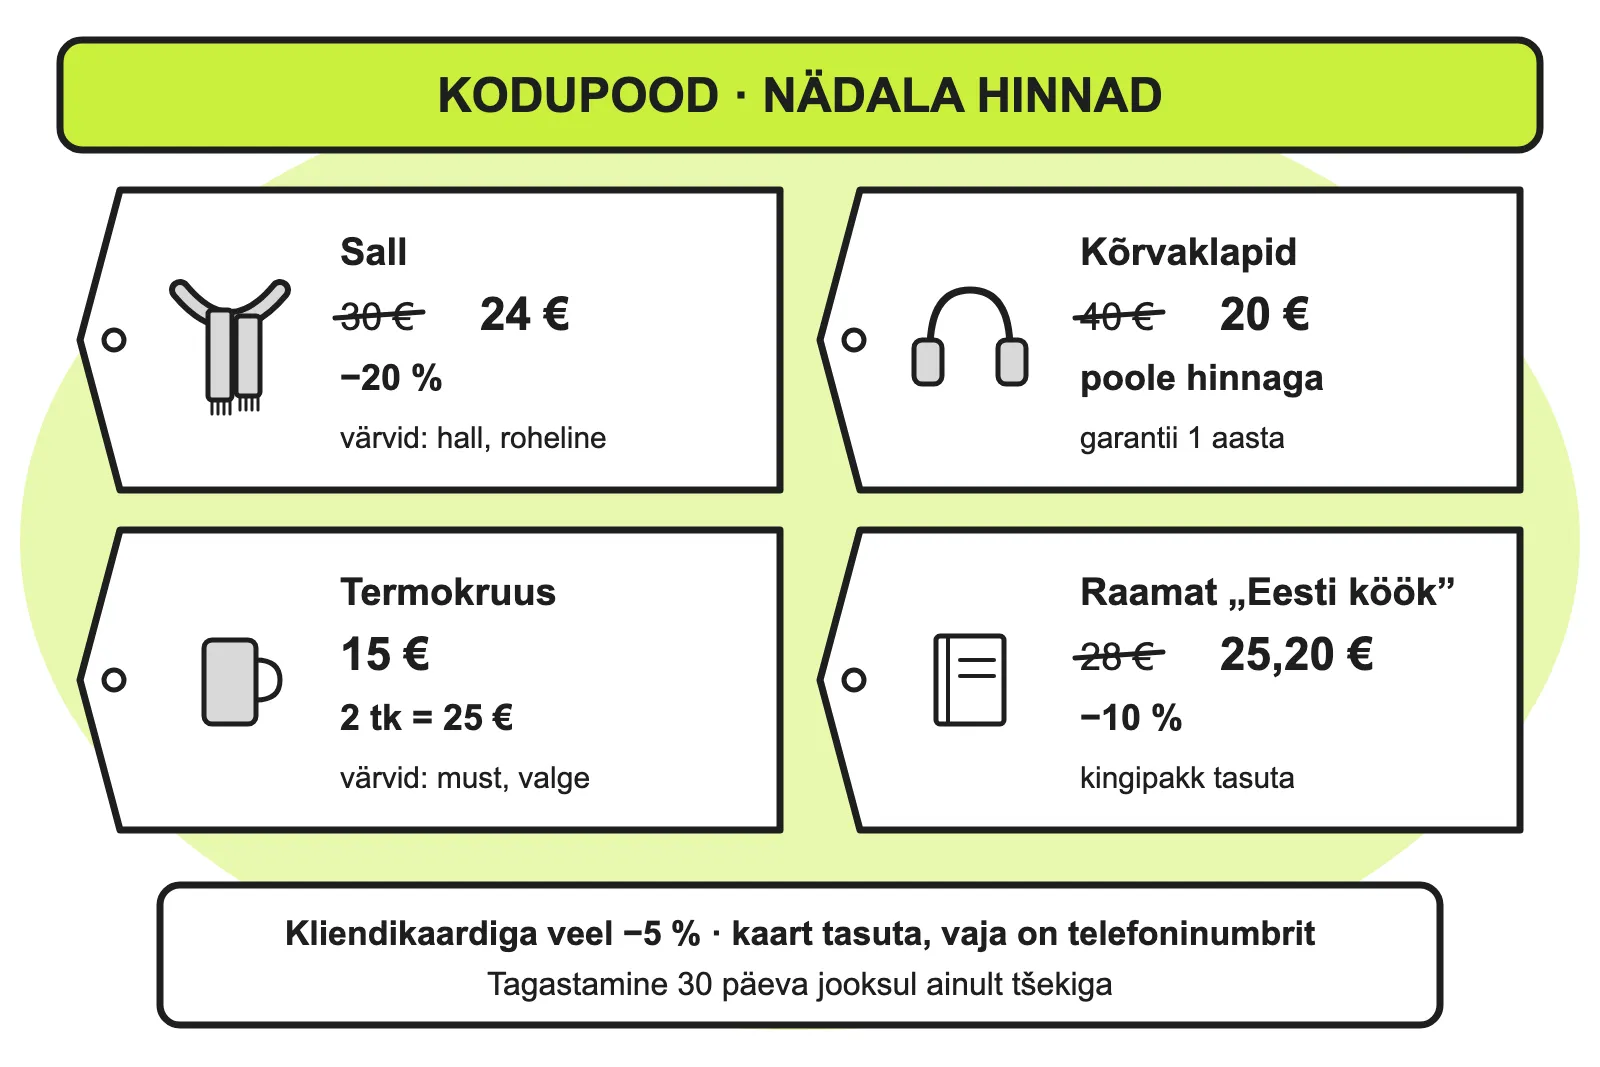 KODUPOOD · NÄDALA HINNAD
Sall
30 € 24 €
−20 %
värvid: hall, roheline
Kõrvaklapid
40 € 20 €
poole hinnaga
garantii 1 aasta
Termokruus
15 €
2 tk = 25 €
värvid: must, valge
Raamat „Eesti köök”
28 € 25,20 €
−10 %
kingipakk tasuta
Kliendikaardiga veel −5 % · kaart tasuta, vaja on telefoninumbrit
Tagastamine 30 päeva jooksul ainult tšekiga